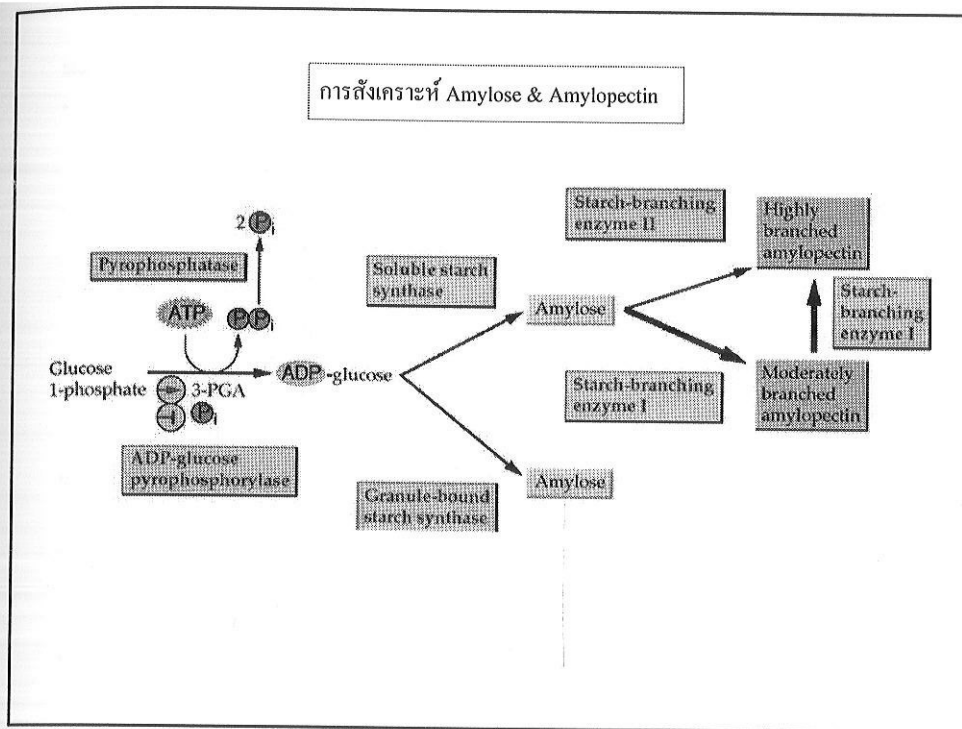 การสังเคราะห์ Amylose & Amylopectin
2 Pi
Pyrophosphatase
ATP
PPi
Glucose
1-phosphate
3-PGA
Pi
ADP-glucose
ADP-glucose
pyrophosphorylase
Soluble starch
synthase
Granule-bound
starch synthase
Amylose
Amylose
Starch-branching
enzyme II
Starch-branching
enzyme I
Highly
branched
amylopectin
Starch-
branching
enzyme I
Moderately
branched
amylopectin